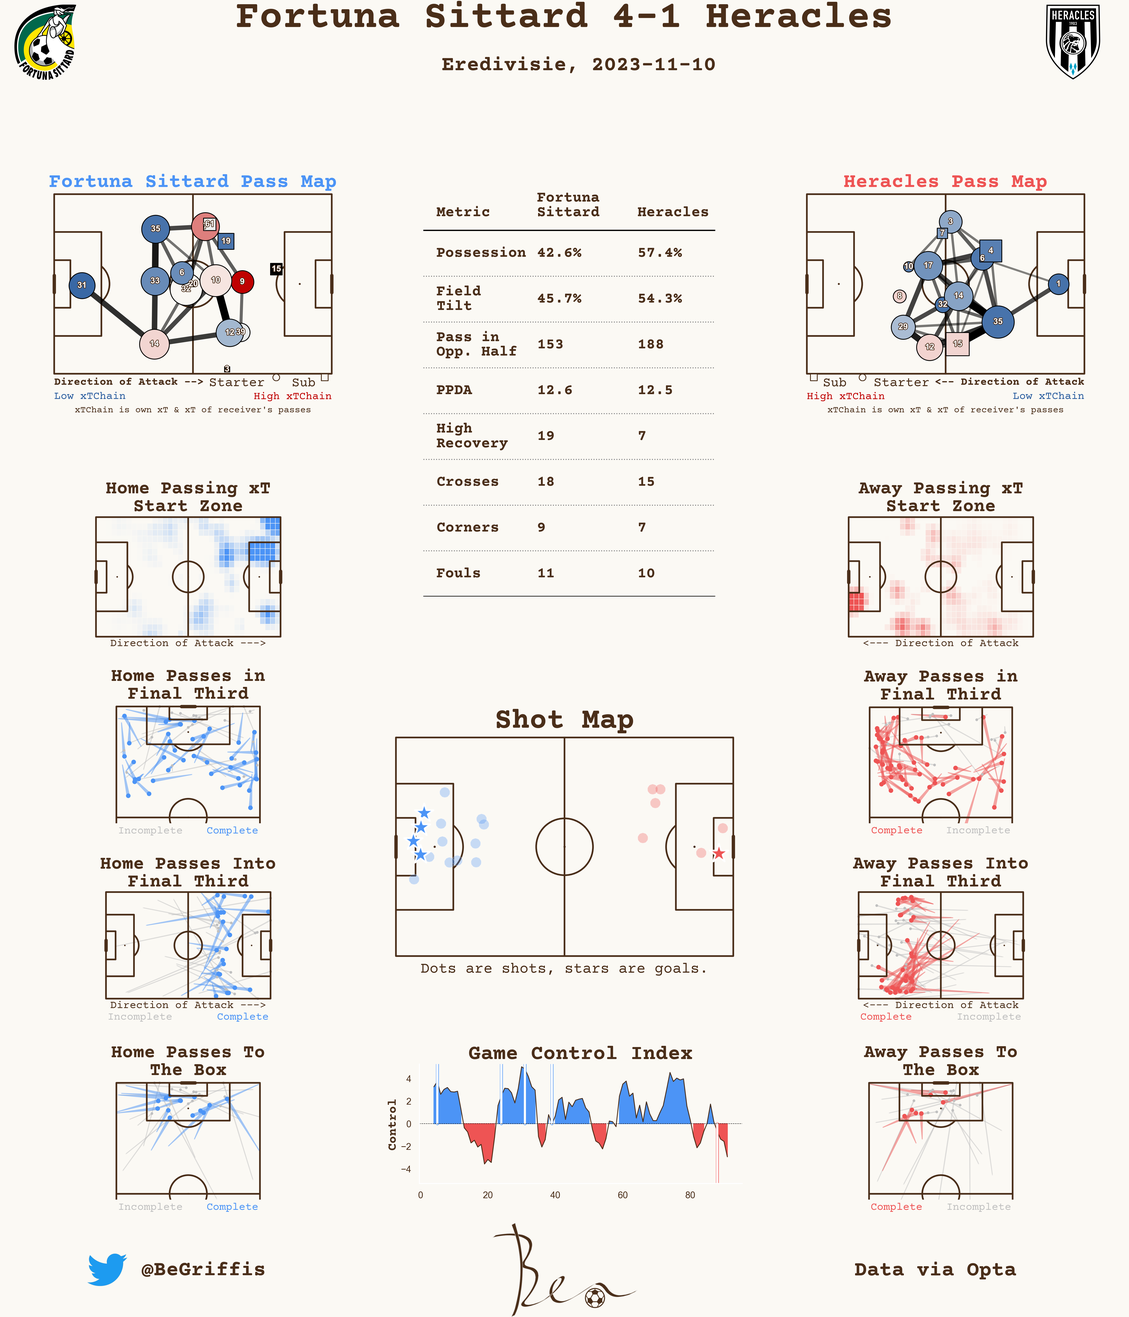 Fortuna Sittard 4-1 Heracles
Eredivisie, 2023-11-10
FORTUNA SITTARD
HERACLES
1903
Fortuna Sittard Pass Map
35
19
15
6
33
10
9
31
14
12
39
3
Direction of Attack --> Starter Sub
Low xTChain High xTChain
xTChain is own xT & xT of receiver's passes
Metric Fortuna Sittard Heracles
Possession 42.6% 57.4%
Field Tilt 45.7% 54.3%
Pass in Opp. Half 153 188
PPDA 12.6 12.5
High Recovery 19 7
Crosses 18 15
Corners 9 7
Fouls 11 10
Heracles Pass Map
3
7
4
6
17
10
1
8
14
32
35
29
12
15
Sub Starter <-- Direction of Attack
High xTChain Low xTChain
xTChain is own xT & xT of receiver's passes
Home Passing xT
Start Zone
Direction of Attack --->
Away Passing xT
Start Zone
<--- Direction of Attack
Home Passes in
Final Third
Incomplete Complete
Away Passes in
Final Third
Complete Incomplete
Shot Map
Dots are shots, stars are goals.
Home Passes Into
Final Third
Direction of Attack --->
Incomplete Complete
Away Passes Into
Final Third
<--- Direction of Attack
Complete Incomplete
Home Passes To
The Box
Incomplete Complete
Game Control Index
Control
4
2
0
−2
−4
0 20 40 60 80
Away Passes To
The Box
Complete Incomplete
@BeGriffis
Bea
Data via Opta